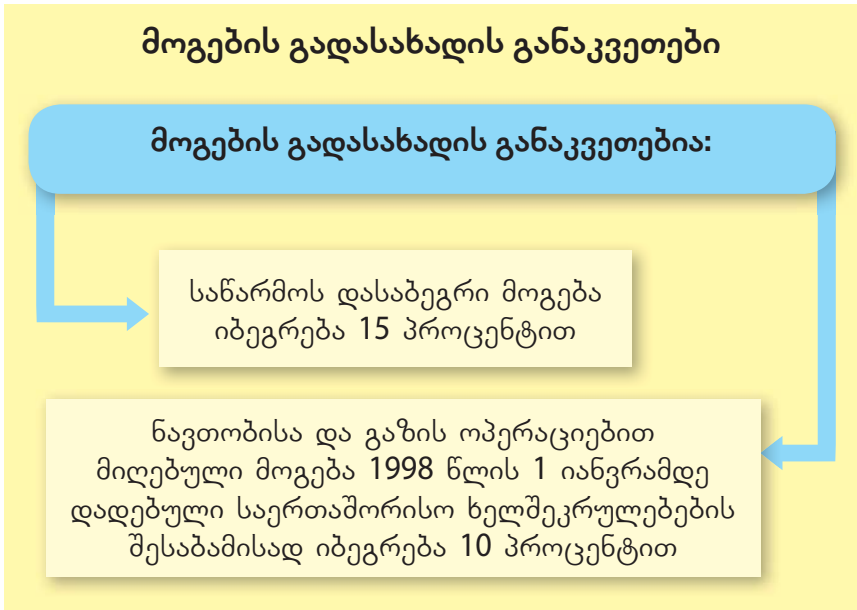 მოგების გადასახადის განაკვეთები
მოგების გადასახადის განაკვეთებია:
საწარმოს დასაბეგრი მოგება
იბეგრება 15 პროცენტით
ნავთობისა და გაზის ოპერაციებით
მიღებული მოგება 1998 წლის 1 იანვრამდე
დადებული საერთაშორისო ხელშეკრულებების
შესაბამისად იბეგრება 10 პროცენტით